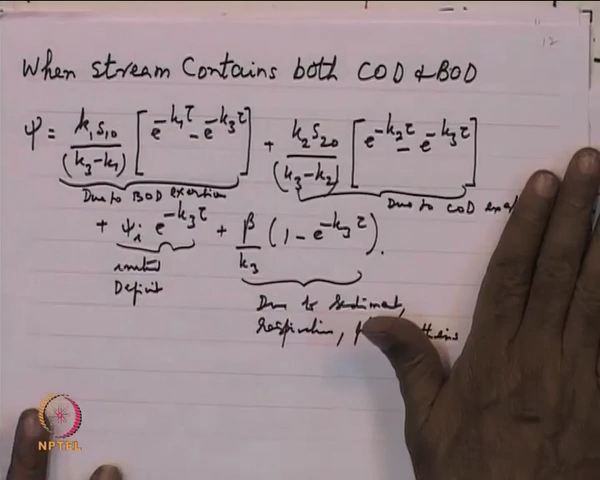 When stream Contains both COD & BOD
ψ = k₁s₁₀/(k₃-k₁) [e^-k₁τ - e^-k₃τ] + k₂s₂₀/(k₃-k₂) [e^-k₂τ - e^-k₃τ]
Due to BOD exertion Due to COD
+ ψᵢ e^-k₃τ + β/k₃ (1 - e^-k₃τ).
initial
Deficit
Due to Sediment,
respiration,
NPTEL
12